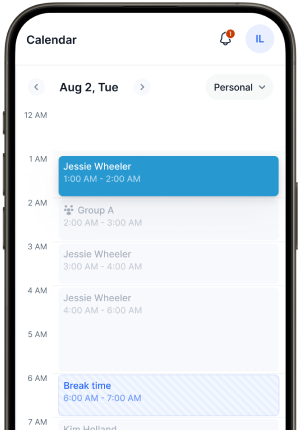 Calendar
1
IL
Aug 2, Tue
Personal
12 AM
1 AM
Jessie Wheeler
1:00 AM - 2:00 AM
2 AM
Group A
2:00 AM - 3:00 AM
3 AM
Jessie Wheeler
3:00 AM - 4:00 AM
4 AM
Jessie Wheeler
4:00 AM - 6:00 AM
5 AM
6 AM
Break time
6:00 AM - 7:00 AM
7 AM
Kim Holland